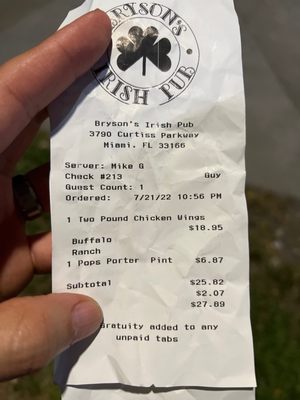 BRYSON'S
IRISH PUB
Bryson's Irish Pub
3790 Curtiss Parkway
Miami, FL 33166
Server: Mike G
Check #213 Guy
Guest Count: 1
Ordered: 7/21/22 10:56 PM
1 Two Pound Chicken Wings
$18.95
Buffalo
Ranch
1 Pops Porter Pint $6.87
Subtotal $25.82
$2.07
$27.89
Gratuity added to any
unpaid tabs